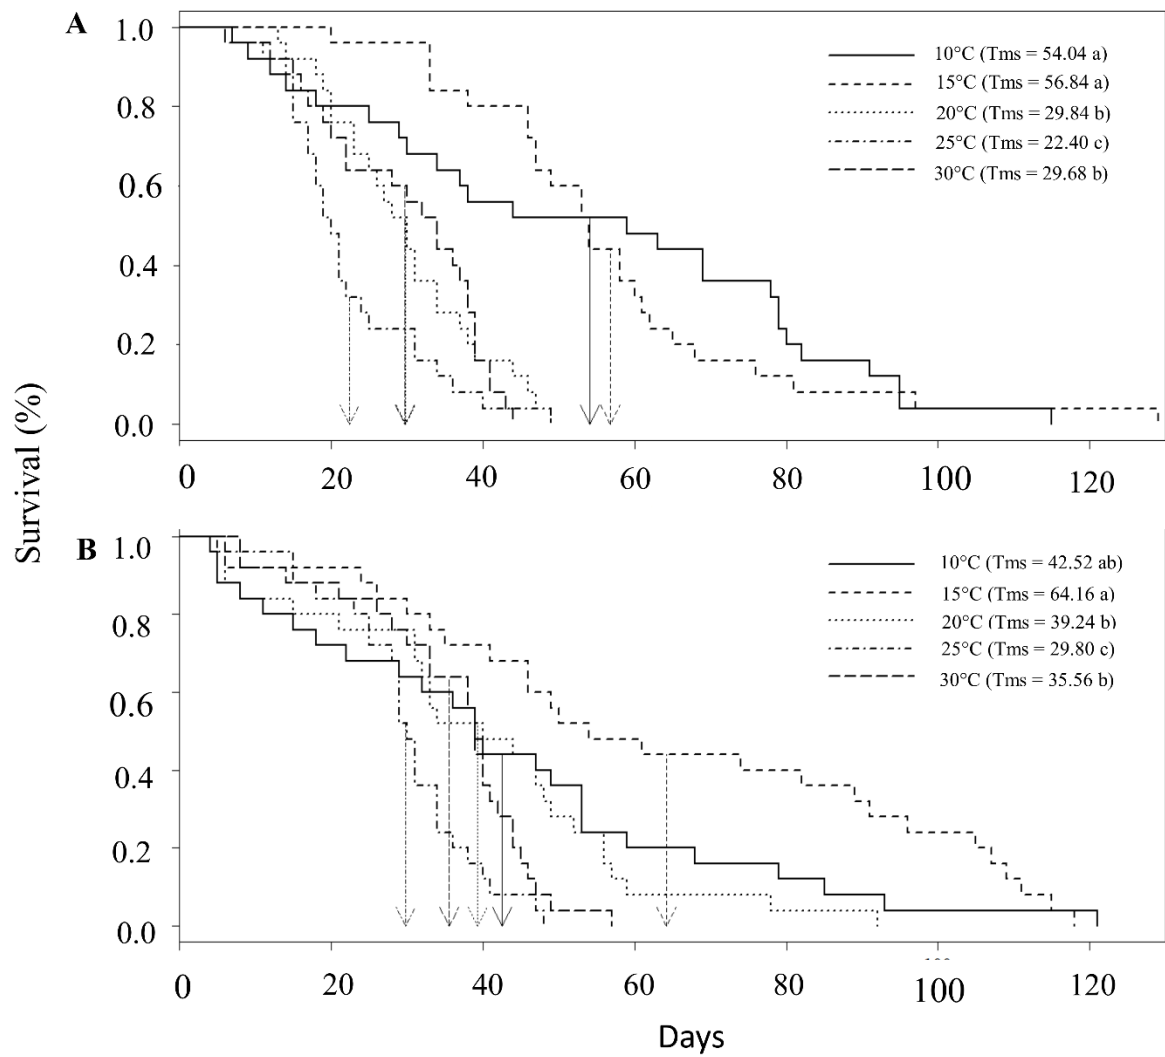 A
1.0
0.8
0.6
0.4
0.2
0.0
10°C (Tms = 54.04 a)
15°C (Tms = 56.84 a)
20°C (Tms = 29.84 b)
25°C (Tms = 22.40 c)
30°C (Tms = 29.68 b)
0 20 40 60 80 100 120
Survival (%)
B
1.0
0.8
0.6
0.4
0.2
0.0
10°C (Tms = 42.52 ab)
15°C (Tms = 64.16 a)
20°C (Tms = 39.24 b)
25°C (Tms = 29.80 c)
30°C (Tms = 35.56 b)
0 20 40 60 80 100 120
Days